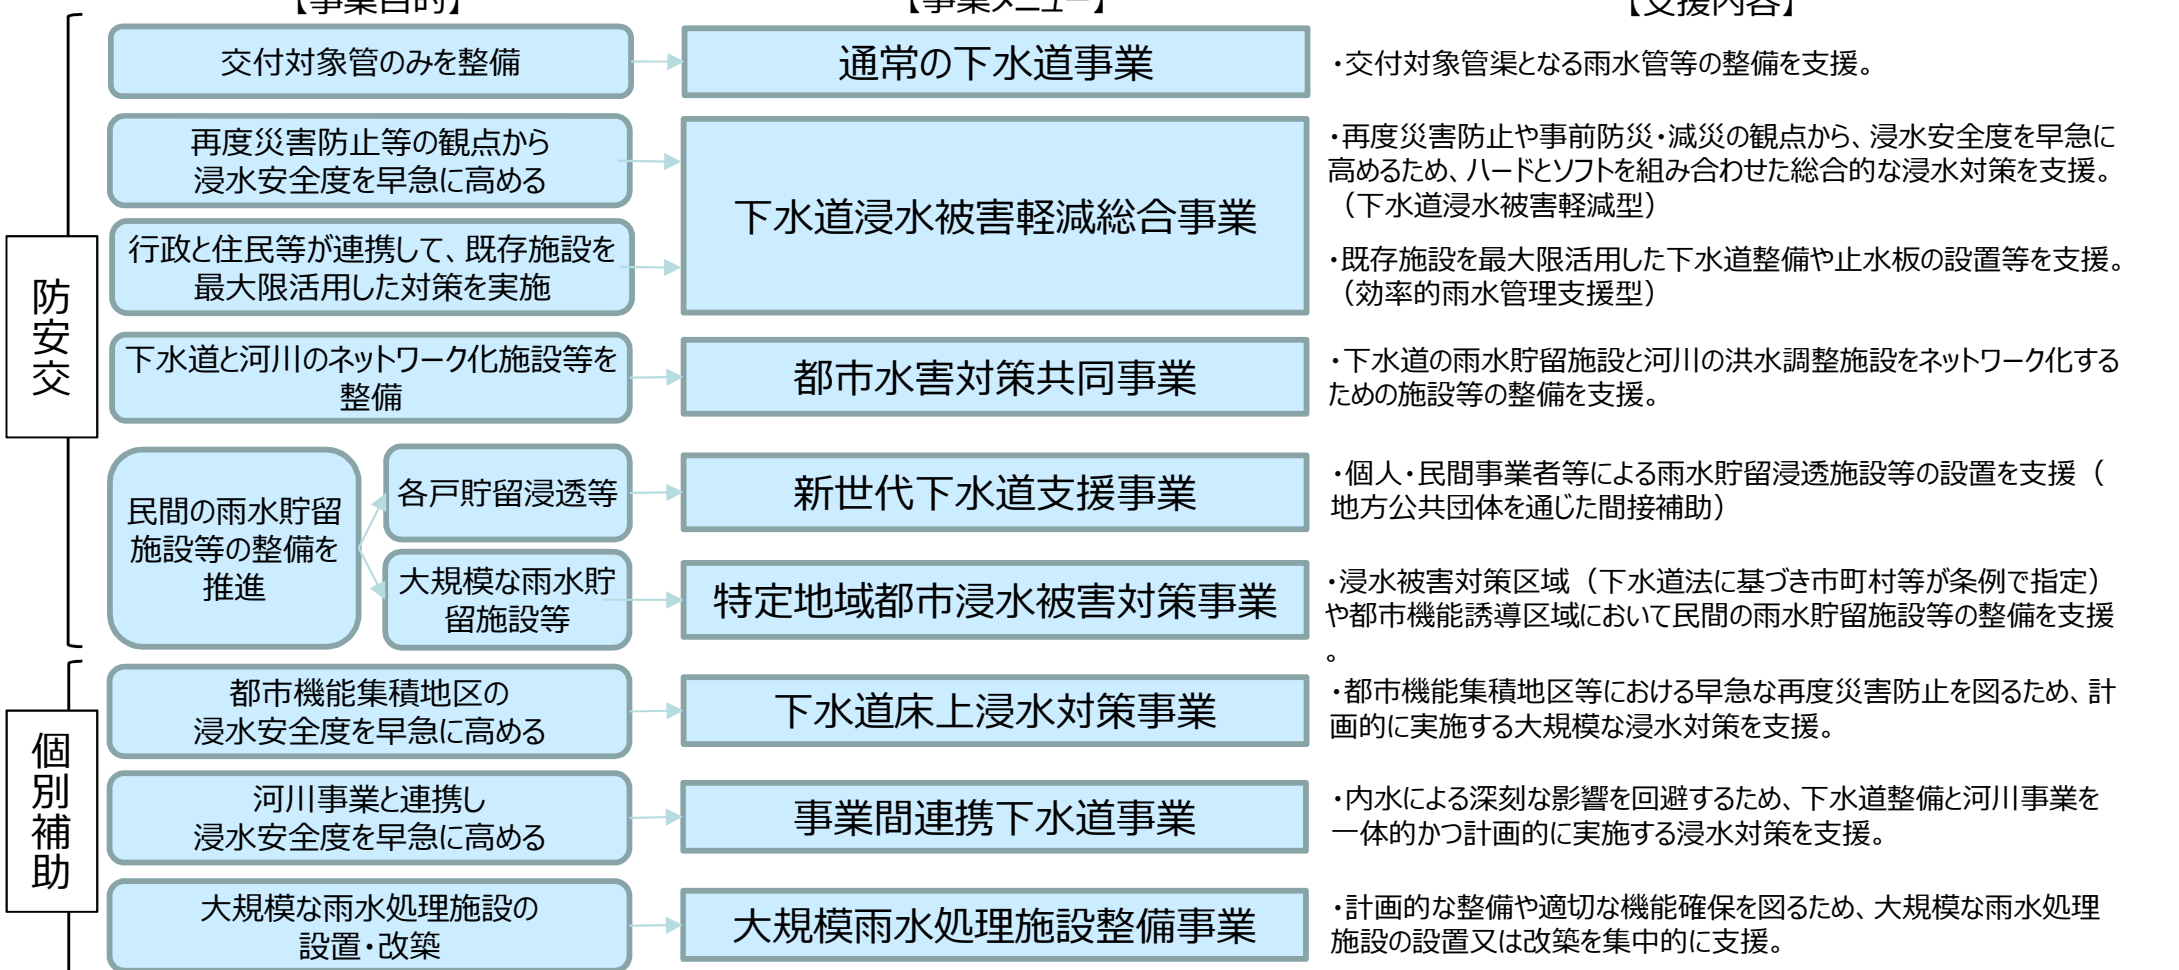 【事業目的】
【事業メニュー】
【支援内容】
防安交
交付対象管のみを整備
通常の下水道事業
・交付対象管渠となる雨水管等の整備を支援。
再度災害防止等の観点から
浸水安全度を早急に高める
行政と住民等が連携して、既存施設を
最大限活用した対策を実施
下水道浸水被害軽減総合事業
・再度災害防止や事前防災・減災の観点から、浸水安全度を早急に
高めるため、ハードとソフトを組み合わせた総合的な浸水対策を支援。
（下水道浸水被害軽減型）
・既存施設を最大限活用した下水道整備や止水板の設置等を支援。
（効率的雨水管理支援型）
下水道と河川のネットワーク化施設等を
整備
都市水害対策共同事業
・下水道の雨水貯留施設と河川の洪水調整施設をネットワーク化する
ための施設等の整備を支援。
民間の雨水貯留
施設等の整備を
推進
各戸貯留浸透等
新世代下水道支援事業
・個人・民間事業者等による雨水貯留浸透施設等の設置を支援（
地方公共団体を通じた間接補助）
大規模な雨水貯
留施設等
特定地域都市浸水被害対策事業
・浸水被害対策区域（下水道法に基づき市町村等が条例で指定）
や都市機能誘導区域において民間の雨水貯留施設等の整備を支援
。
個別補助
都市機能集積地区の
浸水安全度を早急に高める
下水道床上浸水対策事業
・都市機能集積地区等における早急な再度災害防止を図るため、計
画的に実施する大規模な浸水対策を支援。
河川事業と連携し
浸水安全度を早急に高める
事業間連携下水道事業
・内水による深刻な影響を回避するため、下水道整備と河川事業を
一体的かつ計画的に実施する浸水対策を支援。
大規模な雨水処理施設の
設置・改築
大規模雨水処理施設整備事業
・計画的な整備や適切な機能確保を図るため、大規模な雨水処理
施設の設置又は改築を集中的に支援。